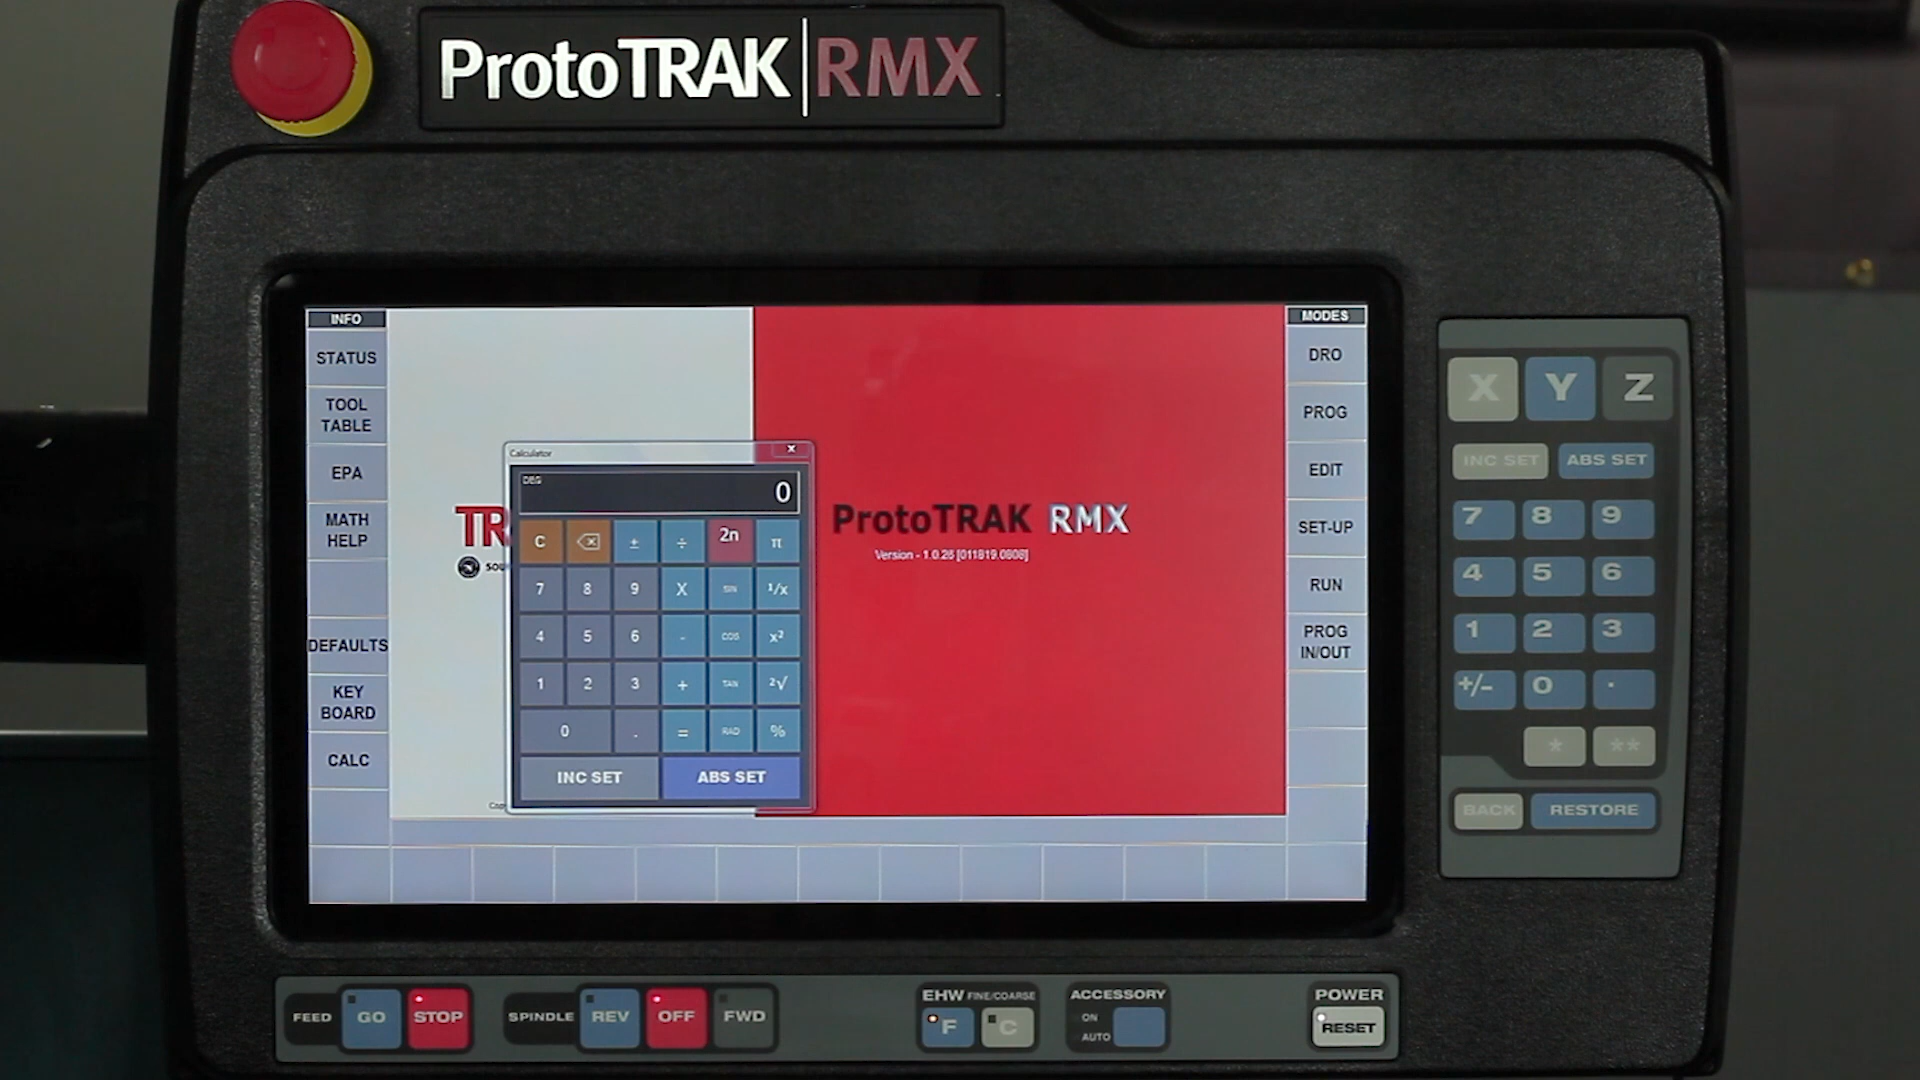 ProtoTRAK RMX
INFO
STATUS
TOOL
TABLE
EPA
MATH
HELP
DEFAULTS
KEY
BOARD
CALC
TR
SOU
Calculator
X
DEG
0
C ± ÷ 2n π
7 8 9 X SIN 1/x
4 5 6 - COS x²
1 2 3 + TAN ²√
0 . = RAD %
INC SET ABS SET
Cop
ProtoTRAK RMX
Version - 1.0.26 [011819.0808]
MODES
DRO
PROG
EDIT
SET-UP
RUN
PROG
IN/OUT
X Y Z
INC SET ABS SET
7 8 9
4 5 6
1 2 3
+/- 0 .
* **
BACK RESTORE
FEED GO STOP
SPINDLE REV OFF FWD
EHW FINE/COARSE
F C
ACCESSORY
ON
AUTO
POWER
RESET